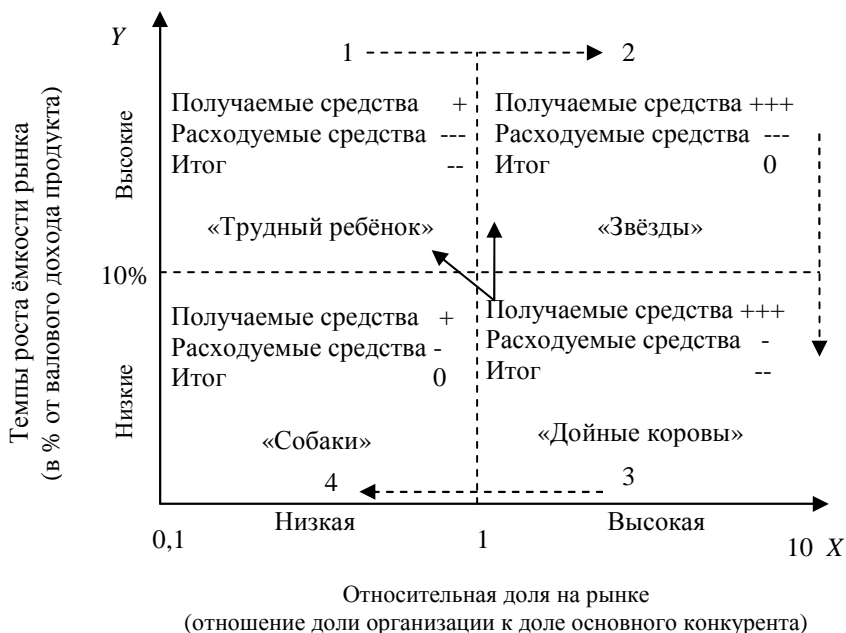 Y
1
2
Темпы роста ёмкости рынка
(в % от валового дохода продукта)
Высокие
Получаемые средства +
Расходуемые средства ---
Итог --
«Трудный ребёнок»
Получаемые средства +++
Расходуемые средства ---
Итог 0
«Звёзды»
10%
Низкие
Получаемые средства +
Расходуемые средства -
Итог 0
«Собаки»
4
Получаемые средства +++
Расходуемые средства -
Итог --
«Дойные коровы»
3
Низкая
Высокая
0,1
1
10 X
Относительная доля на рынке
(отношение доли организации к доле основного конкурента)